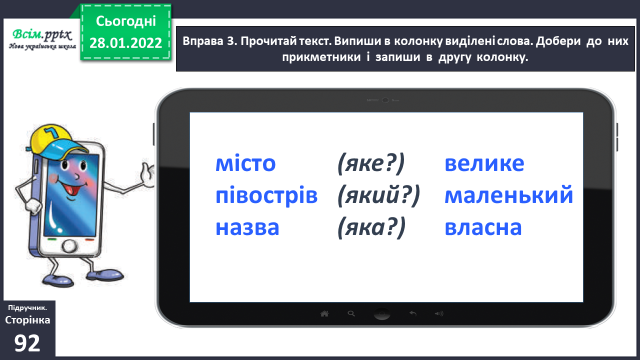 Всім.pptx
Нова українська школа
Сьогодні
28.01.2022
Вправа 3. Прочитай текст. Випиши в колонку виділені слова. Добери до них
прикметники і запиши в другу колонку.
7
місто (яке?) велике
півострів (який?) маленький
назва (яка?) власна
Підручник.
Сторінка
92